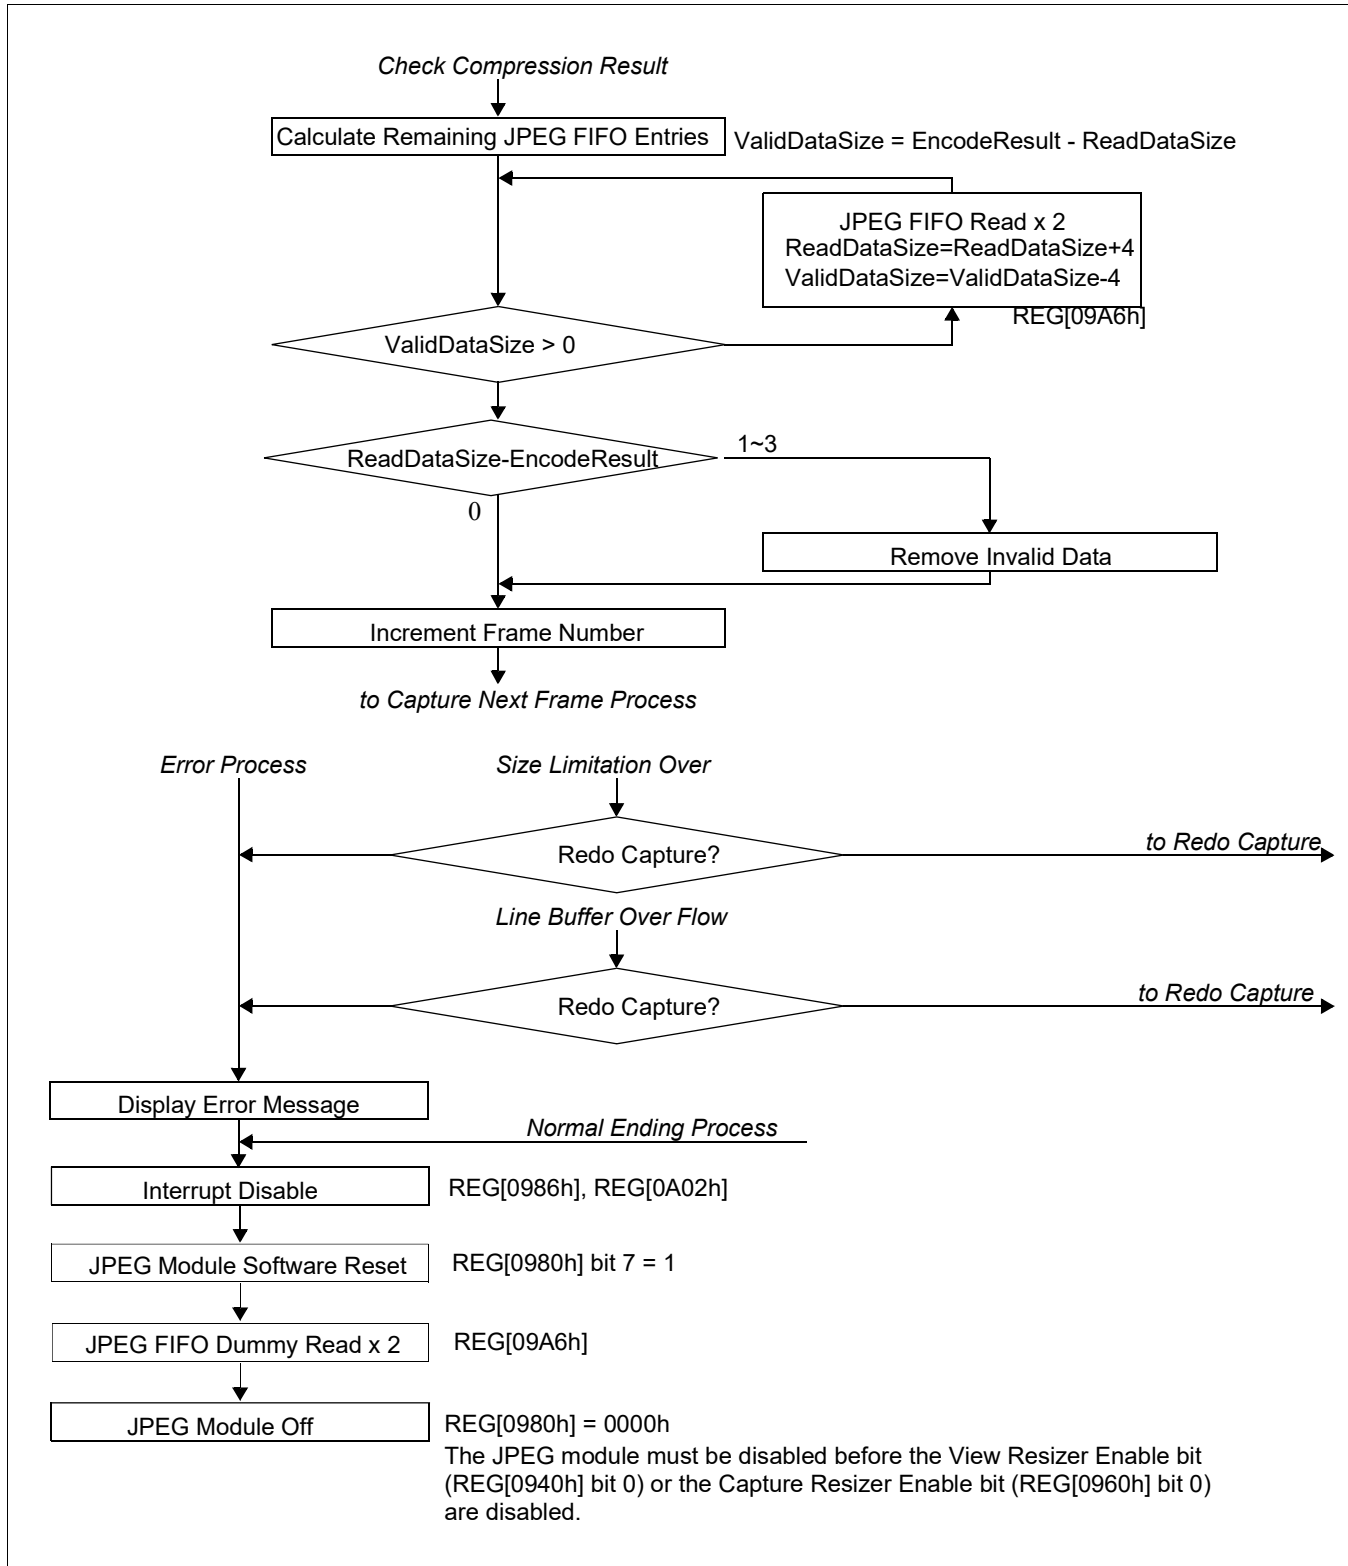 Check Compression Result
Calculate Remaining JPEG FIFO Entries
ValidDataSize = EncodeResult - ReadDataSize
JPEG FIFO Read x 2
ReadDataSize=ReadDataSize+4
ValidDataSize=ValidDataSize-4
REG[09A6h]
ValidDataSize > 0
ReadDataSize-EncodeResult
1~3
0
Remove Invalid Data
Increment Frame Number
to Capture Next Frame Process
Error Process
Size Limitation Over
Redo Capture?
to Redo Capture
Line Buffer Over Flow
Redo Capture?
to Redo Capture
Display Error Message
Normal Ending Process
Interrupt Disable
REG[0986h], REG[0A02h]
JPEG Module Software Reset
REG[0980h] bit 7 = 1
JPEG FIFO Dummy Read x 2
REG[09A6h]
JPEG Module Off
REG[0980h] = 0000h
The JPEG module must be disabled before the View Resizer Enable bit
(REG[0940h] bit 0) or the Capture Resizer Enable bit (REG[0960h] bit 0)
are disabled.